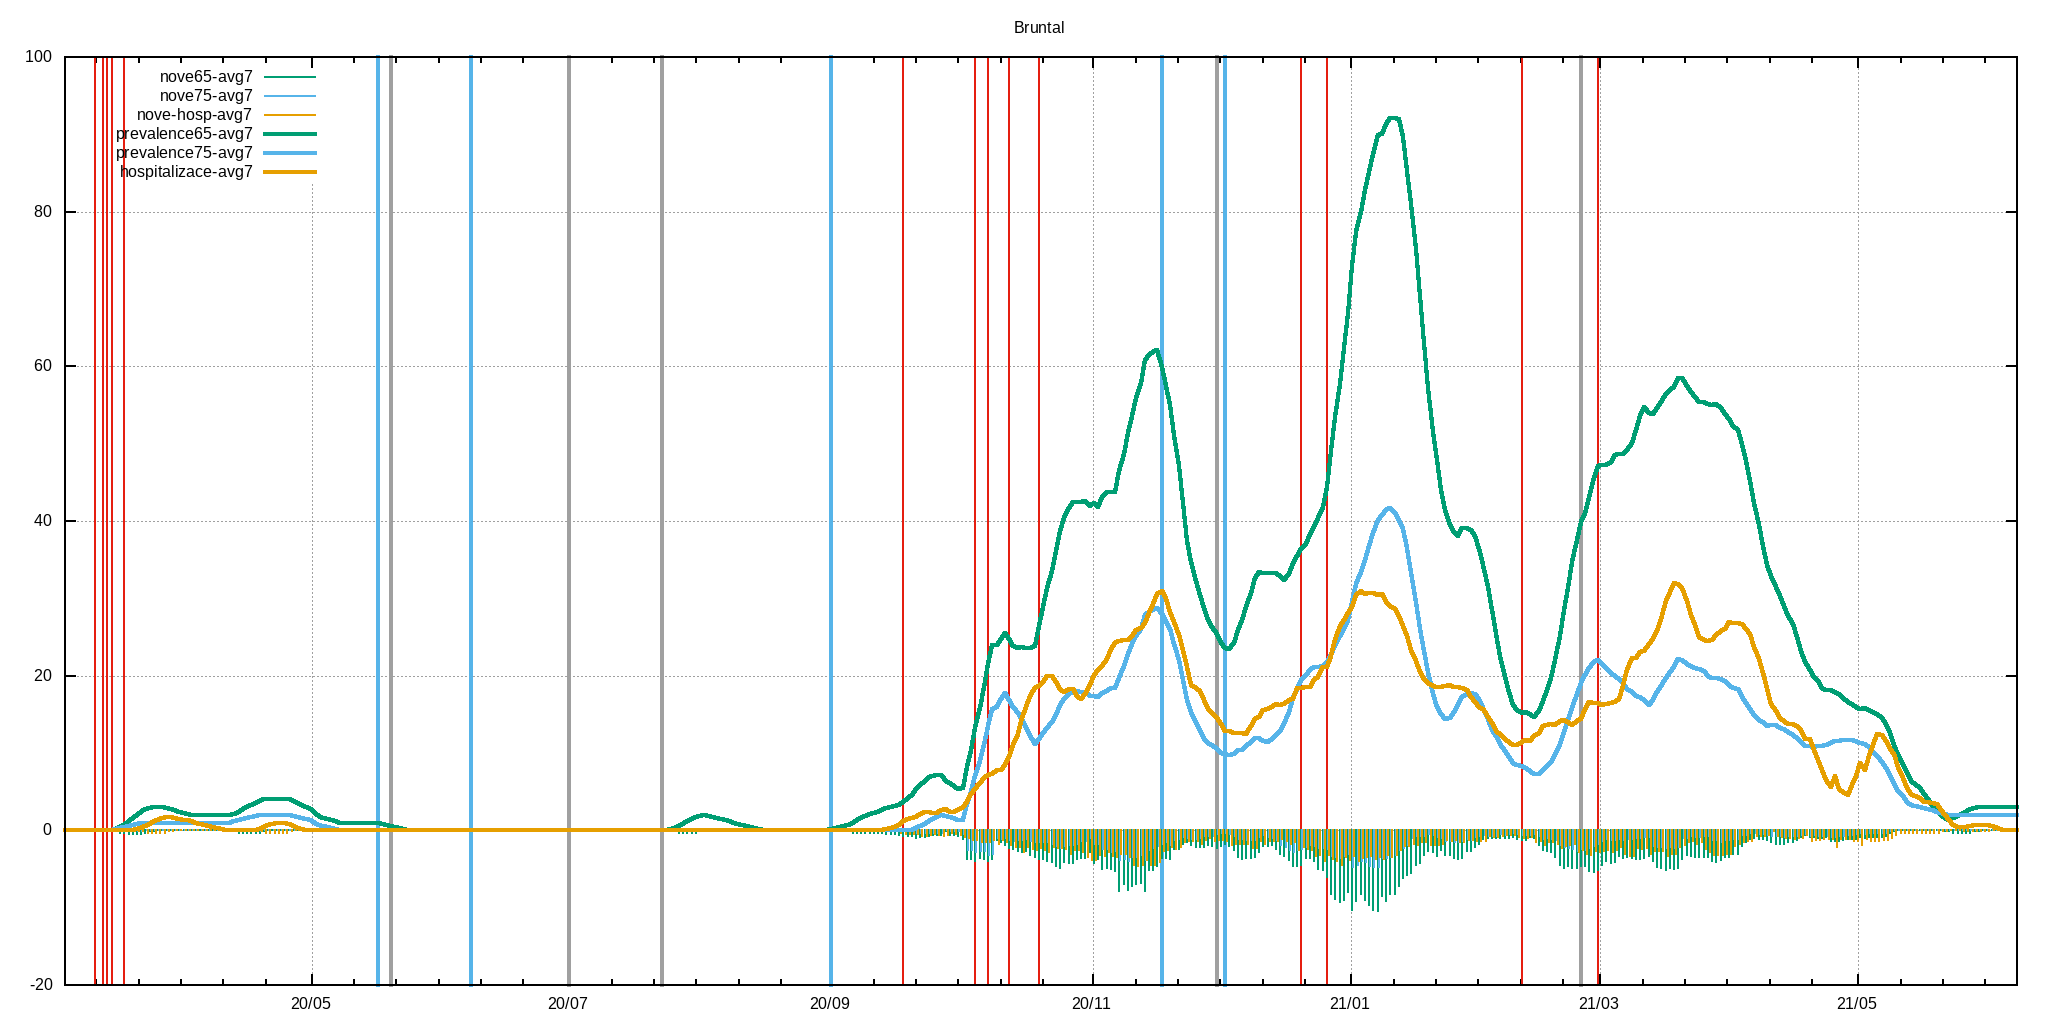 Bruntal
100
80
60
40
20
0
-20
nove65-avg7
nove75-avg7
nove-hosp-avg7
prevalence65-avg7
prevalence75-avg7
hospitalizace-avg7
20/05 20/07 20/09 20/11 21/01 21/03 21/05